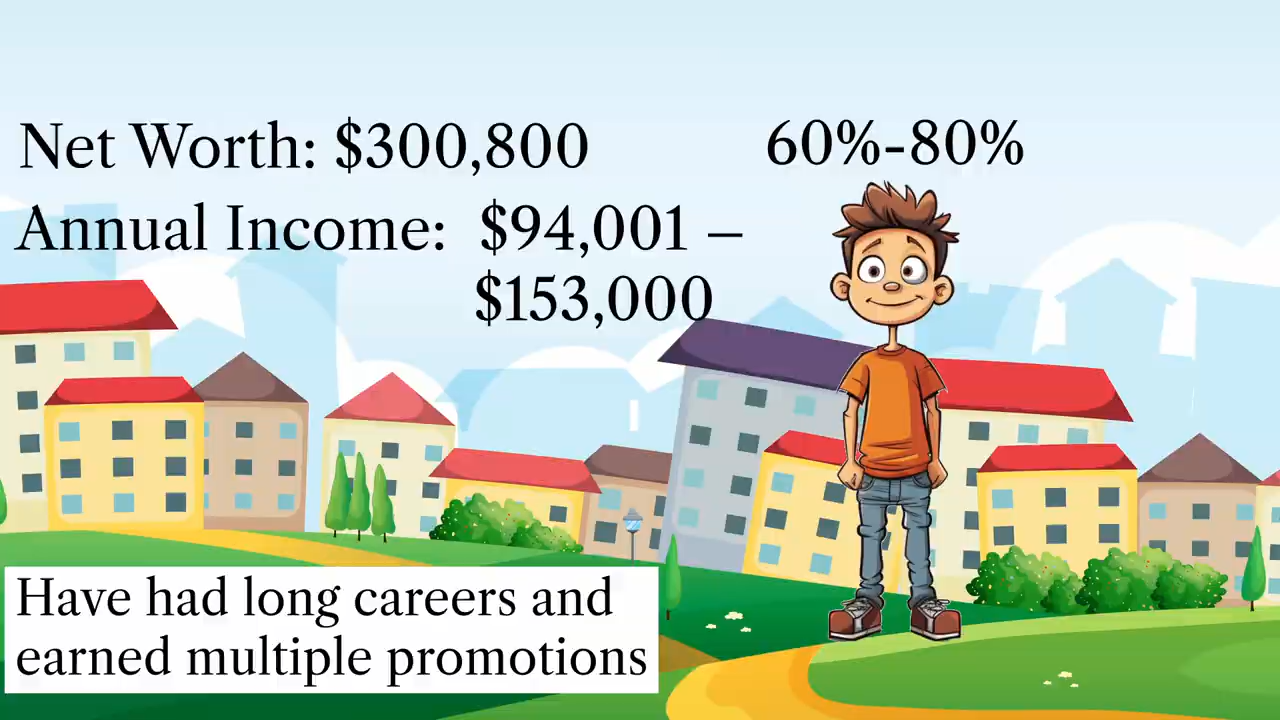 Net Worth: $300,800
60%-80%
Annual Income: $94,001 –
$153,000
Have had long careers and
earned multiple promotions